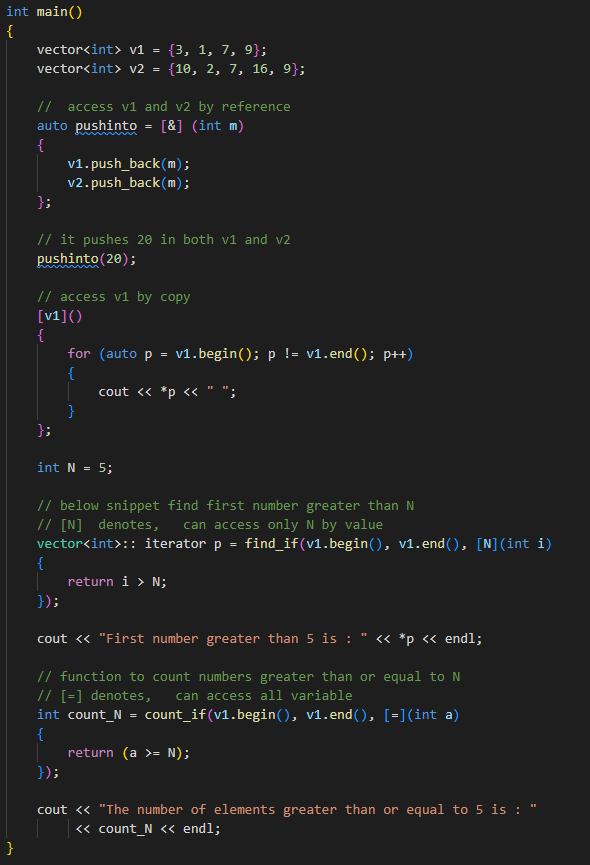 int main()
{
    vector<int> v1 = {3, 1, 7, 9};
    vector<int> v2 = {10, 2, 7, 16, 9};

    //  access v1 and v2 by reference
    auto pushinto = [&] (int m)
    {
        v1.push_back(m);
        v2.push_back(m);
    };

    // it pushes 20 in both v1 and v2
    pushinto(20);

    // access v1 by copy
    [v1]()
    {
        for (auto p = v1.begin(); p != v1.end(); p++)
        {
            cout << *p << " ";
        }
    };

    int N = 5;

    // below snippet find first number greater than N
    // [N]  denotes,   can access only N by value
    vector<int>:: iterator p = find_if(v1.begin(), v1.end(), [N](int i)
    {
        return i > N;
    });

    cout << "First number greater than 5 is : " << *p << endl;

    // function to count numbers greater than or equal to N
    // [=] denotes,   can access all variable
    int count_N = count_if(v1.begin(), v1.end(), [=](int a)
    {
        return (a >= N);
    });

    cout << "The number of elements greater than or equal to 5 is : "
         << count_N << endl;
}